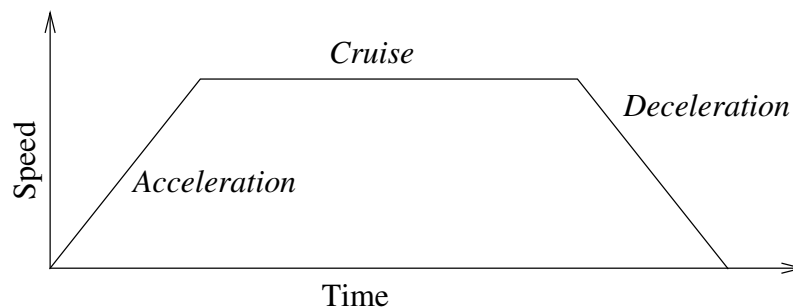 Cruise
Deceleration
Acceleration
Speed
Time